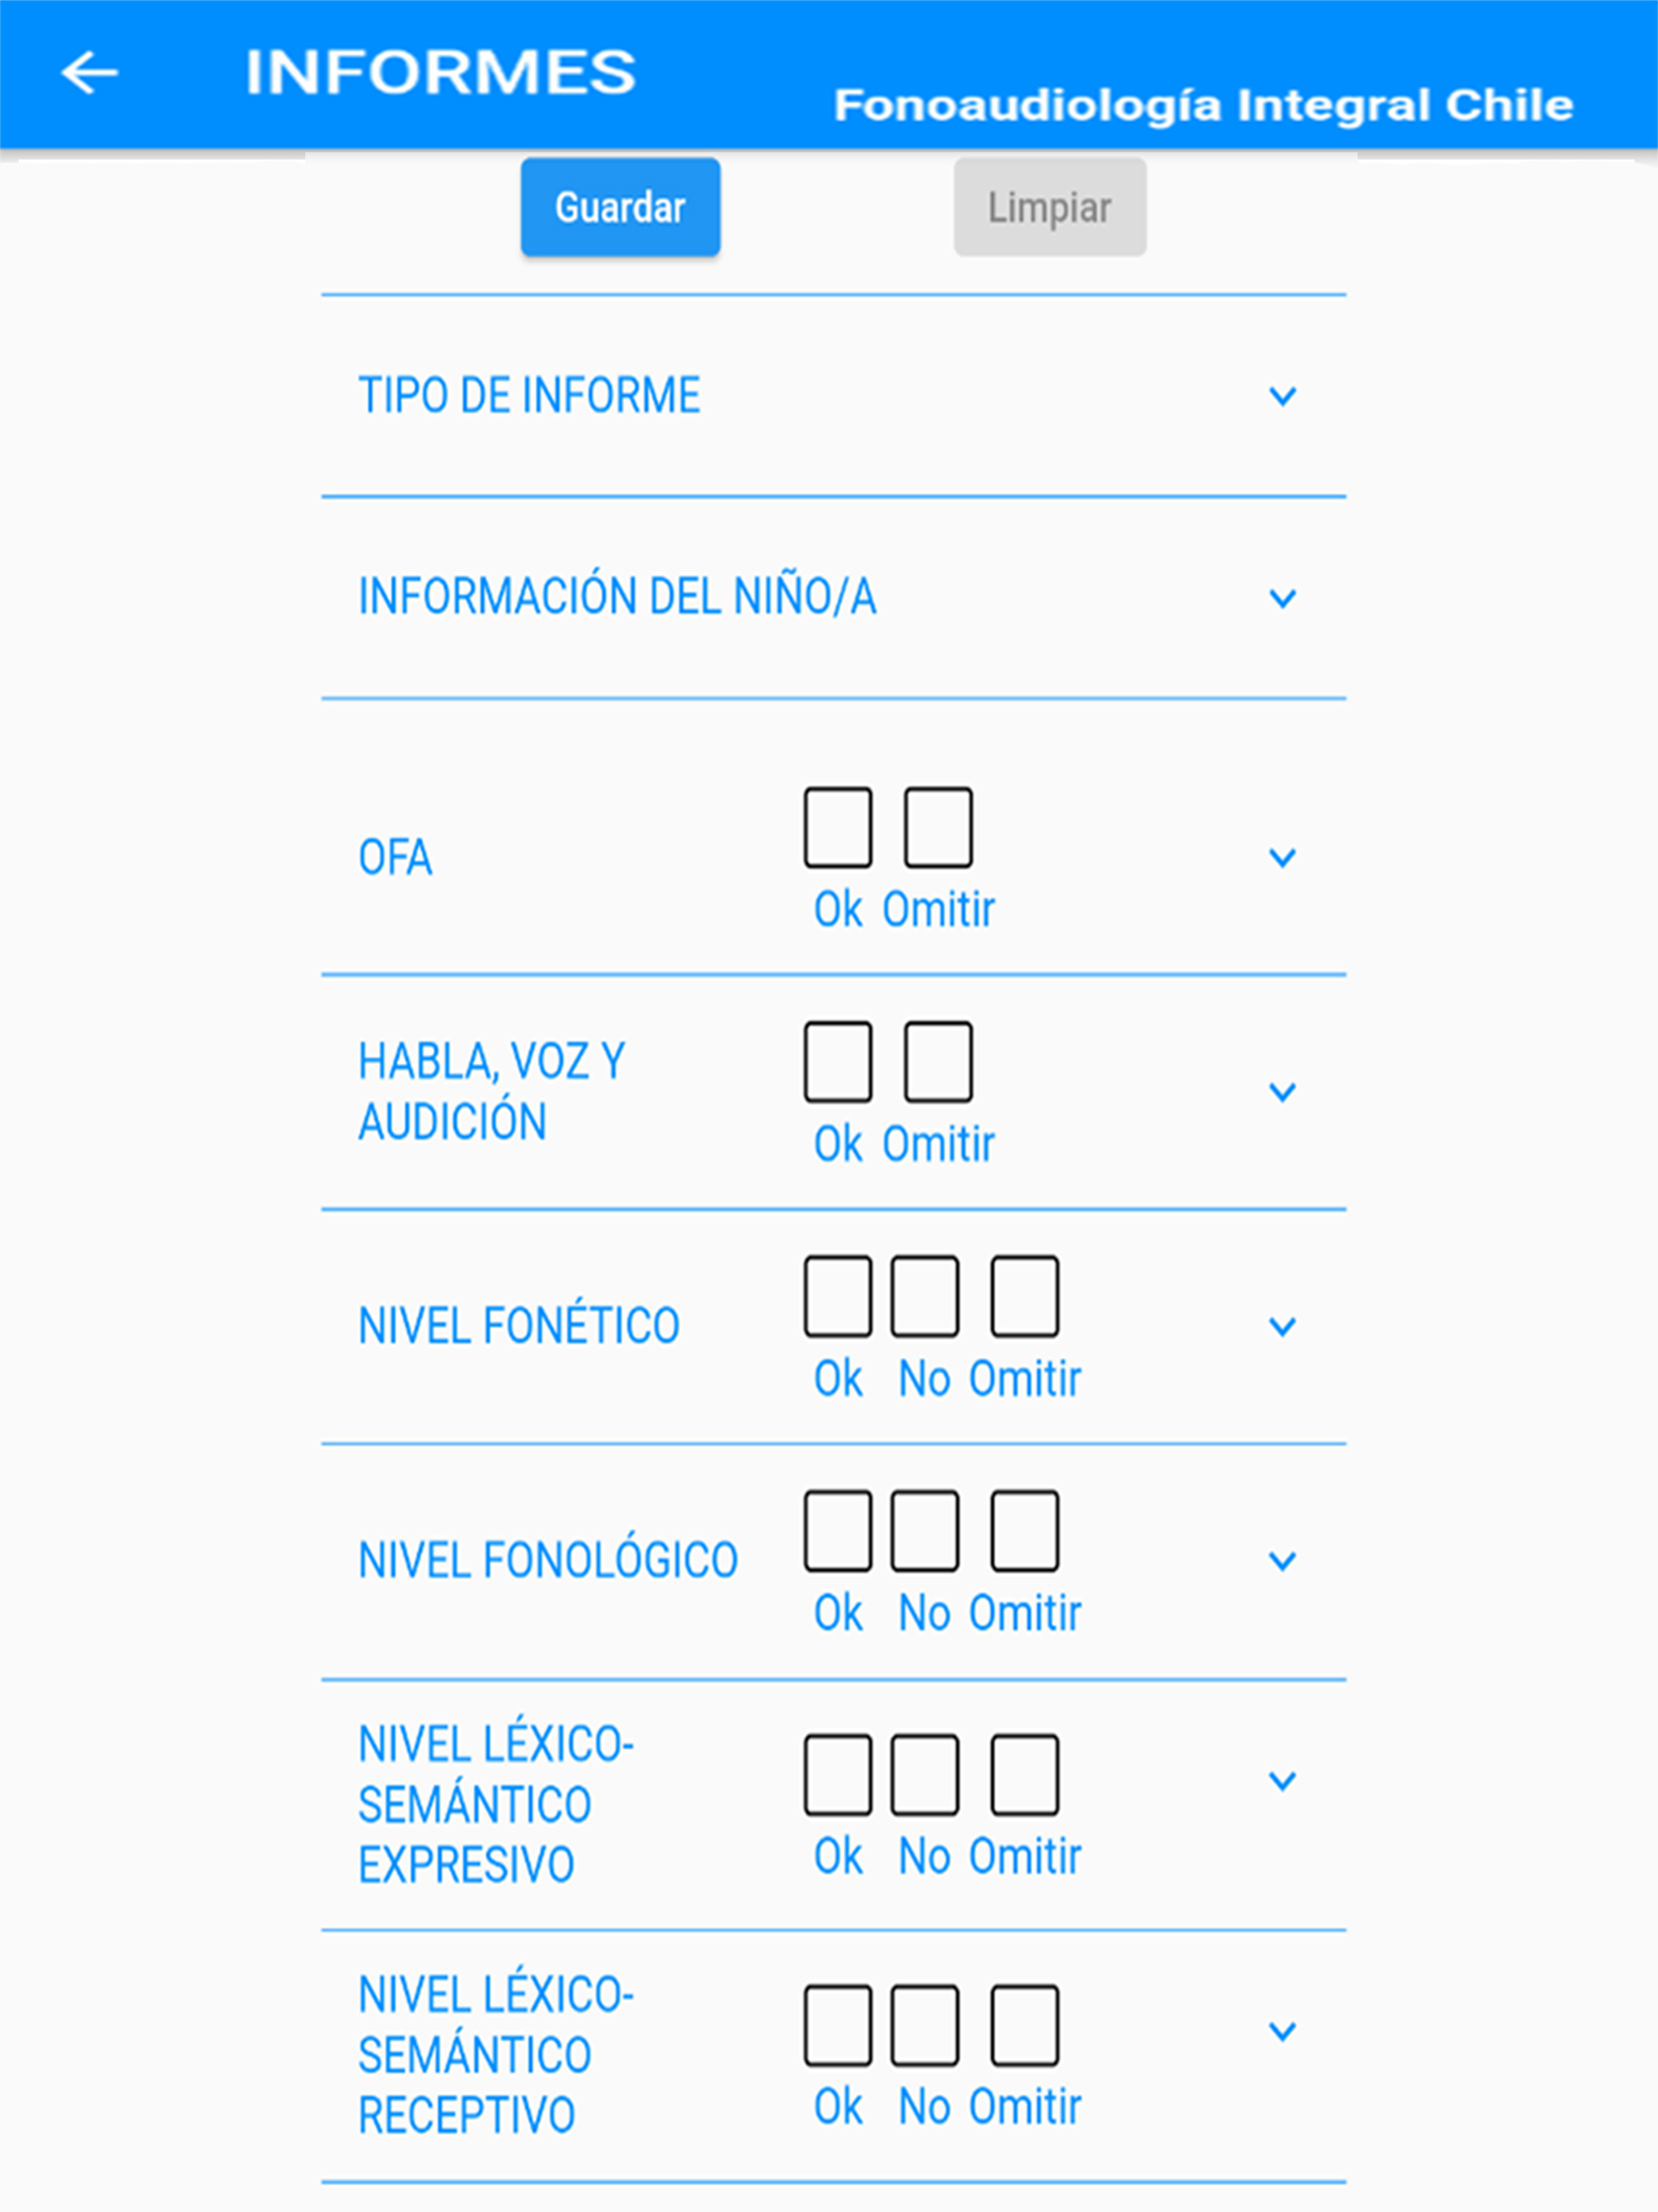 INFORMES
Fonoaudiología Integral Chile
Guardar
Limpiar
TIPO DE INFORME
INFORMACIÓN DEL NIÑO/A
OFA
Ok Omitir
HABLA, VOZ Y
AUDICIÓN
Ok Omitir
NIVEL FONÉTICO
Ok No Omitir
NIVEL FONOLÓGICO
Ok No Omitir
NIVEL LÉXICO-
SEMÁNTICO
EXPRESIVO
Ok No Omitir
NIVEL LÉXICO-
SEMÁNTICO
RECEPTIVO
Ok No Omitir